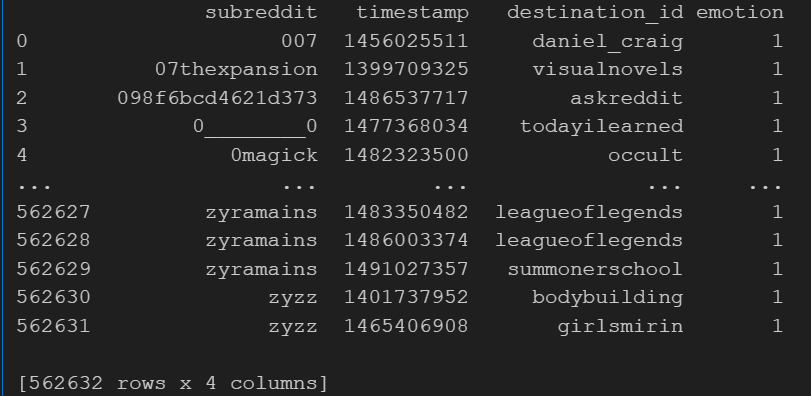 subreddit timestamp destination_id emotion
0 007 1456025511 daniel_craig 1
1 07thexpansion 1399709325 visualnovels 1
2 098f6bcd4621d373 1486537717 askreddit 1
3 0________0 1477368034 todayilearned 1
4 0magick 1482323500 occult 1
... ... ... ... ...
562627 zyramains 1483350482 leagueoflegends 1
562628 zyramains 1486003374 leagueoflegends 1
562629 zyramains 1491027357 summonerschool 1
562630 zyzz 1401737952 bodybuilding 1
562631 zyzz 1465406908 girlsmirin 1
[562632 rows x 4 columns]